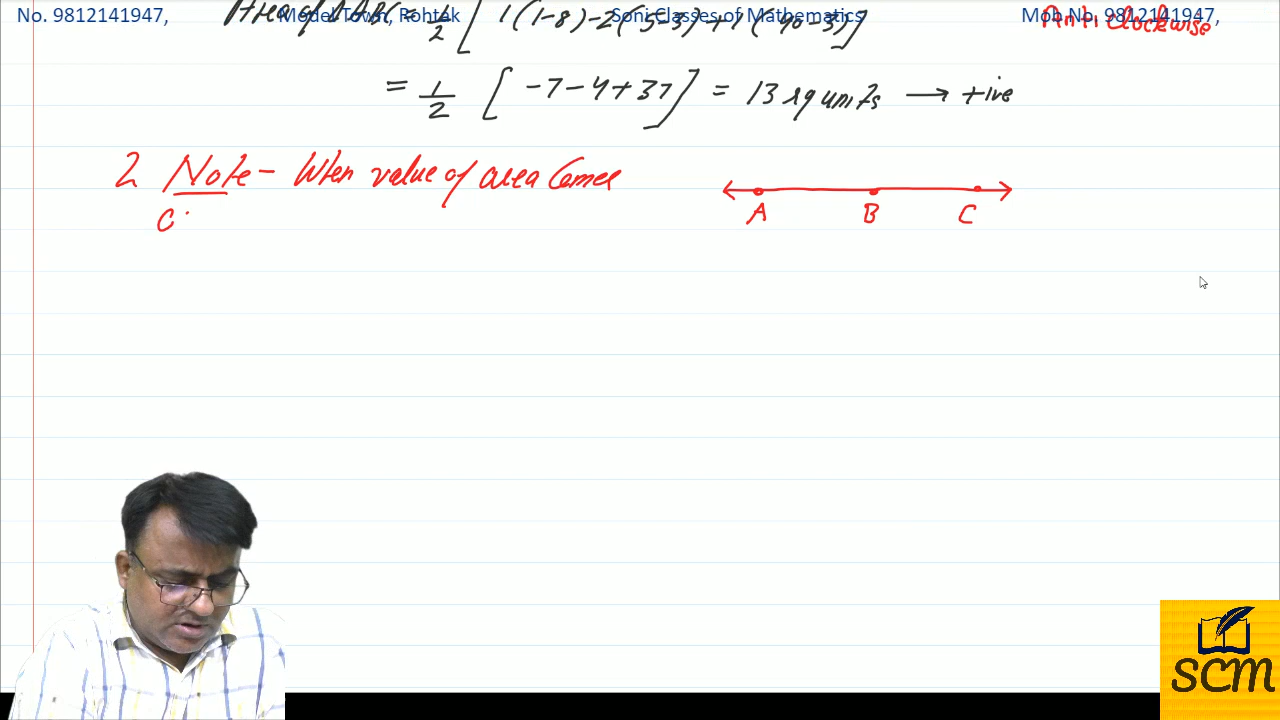 No. 9812141947, Model Town, Rohtak Soni Classes of Mathematics Mob No. 9812141947,
Area of Δ ABC = 1/2 [ 1(1-8)-2(5-3)+1(40-3)] Anti Clockwise
= 1/2 [ -7-4+37] = 13 sq units → +ive
2 Note - When value of area Comes
A B C
SCM